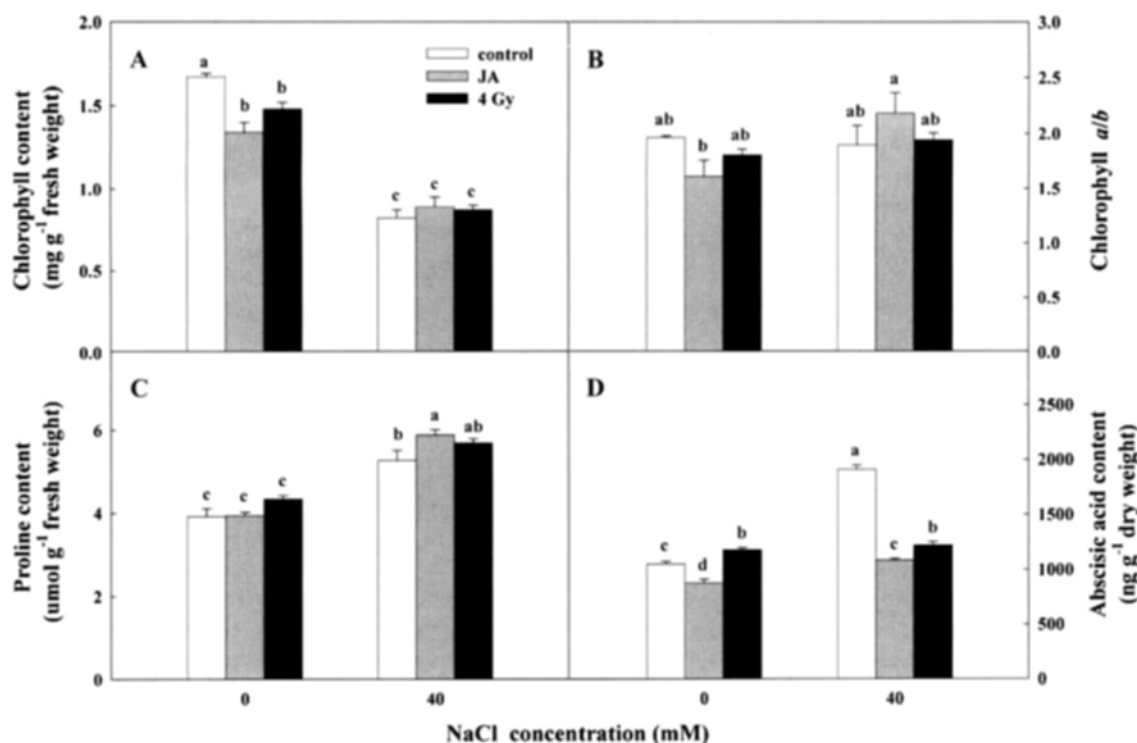 A
control
JA
4 Gy
a
b
b
c
c
c
2.0
1.5
1.0
0.5
0.0
Chlorophyll content
(mg g⁻¹ fresh weight)
B
ab
b
ab
ab
a
ab
3.0
2.5
2.0
1.5
1.0
0.5
0.0
Chlorophyll a/b
C
c
c
c
b
a
ab
6
4
2
0
Proline content
(umol g⁻¹ fresh weight)
0
40
D
c
d
b
a
c
b
2500
2000
1500
1000
500
0
Abscisic acid content
(ng g⁻¹ dry weight)
0
40
NaCl concentration (mM)